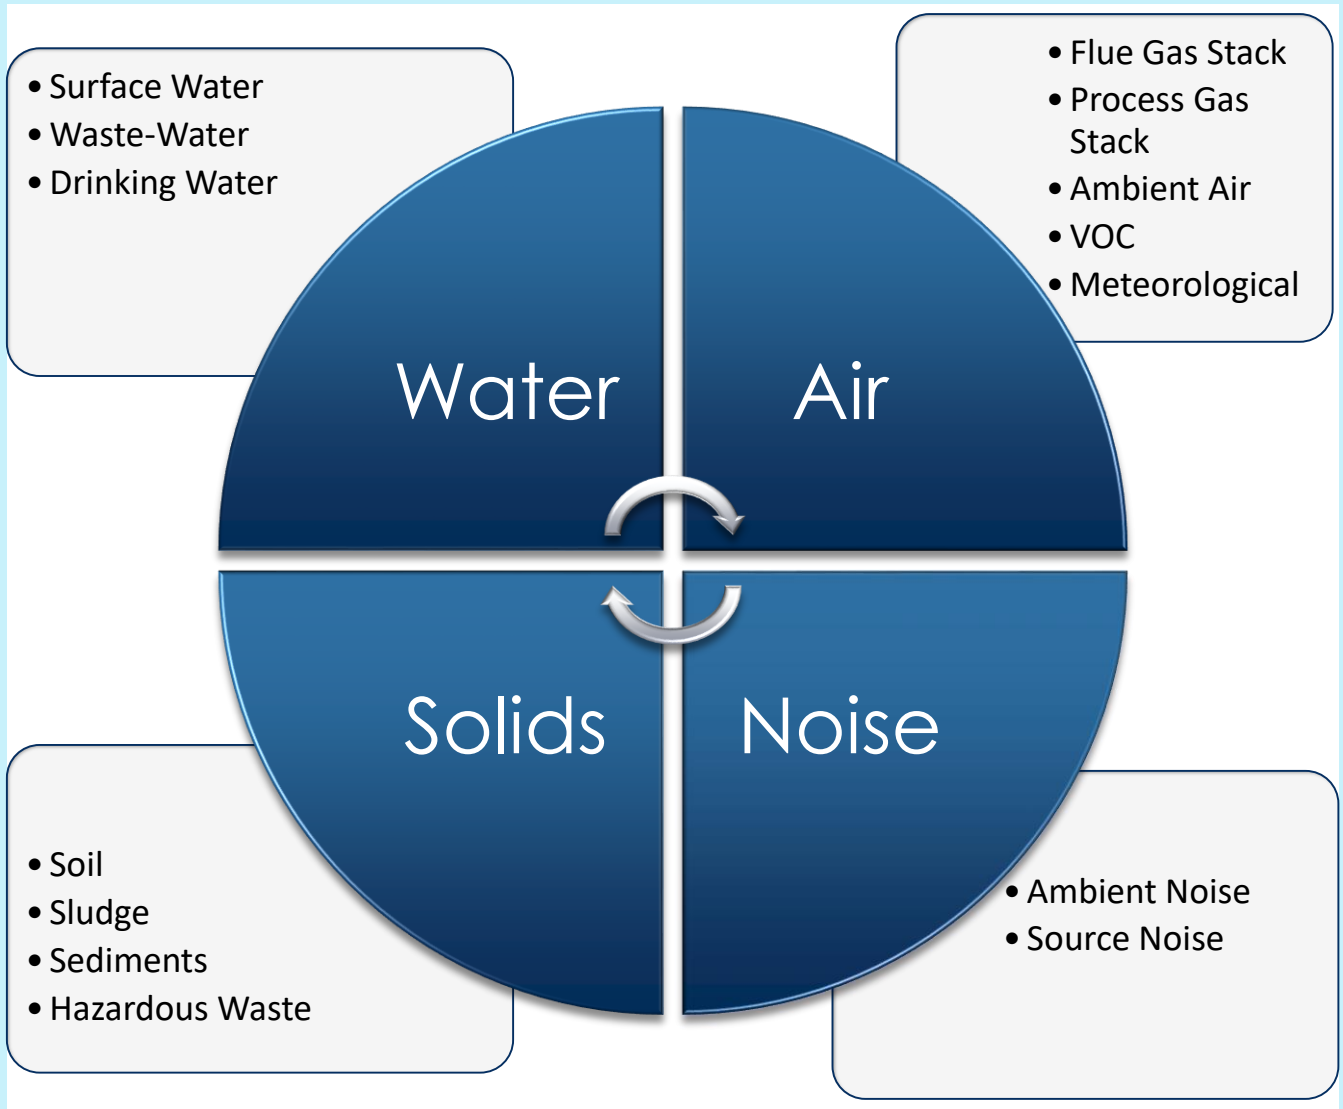 • Surface Water
• Waste-Water
• Drinking Water
• Flue Gas Stack
• Process Gas
Stack
• Ambient Air
• VOC
• Meteorological
Water
Air
Solids
Noise
• Soil
• Sludge
• Sediments
• Hazardous Waste
• Ambient Noise
• Source Noise